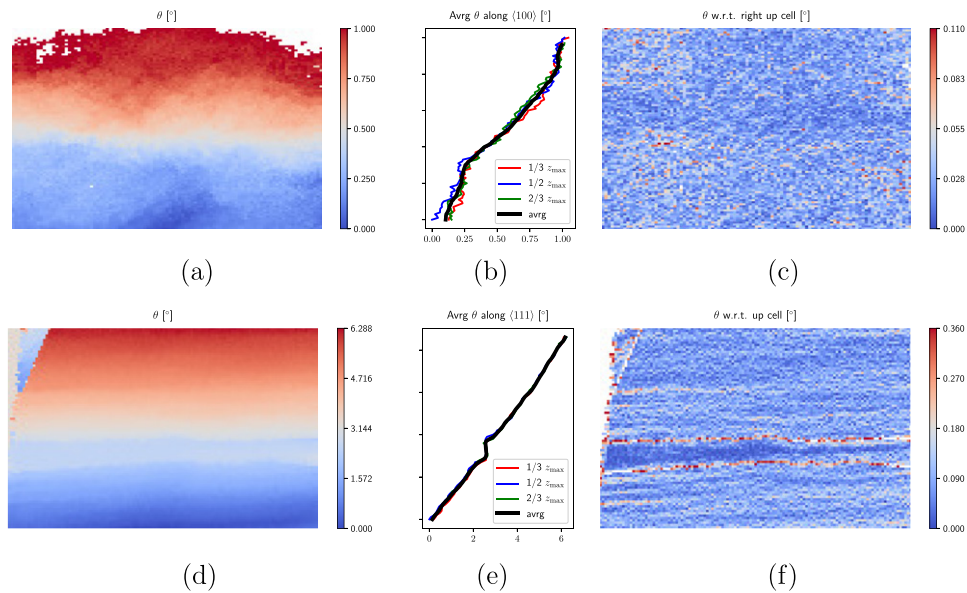 θ [°]
1.000
0.750
0.500
0.250
0.000
(a)
Avrg θ along ⟨100⟩ [°]
1/3 z_max
1/2 z_max
2/3 z_max
avrg
0.00 0.25 0.50 0.75 1.00
(b)
θ w.r.t. right up cell [°]
0.110
0.083
0.055
0.028
0.000
(c)
θ [°]
6.288
4.716
3.144
1.572
0.000
(d)
Avrg θ along ⟨111⟩ [°]
1/3 z_max
1/2 z_max
2/3 z_max
avrg
0 2 4 6
(e)
θ w.r.t. up cell [°]
0.360
0.270
0.180
0.090
0.000
(f)